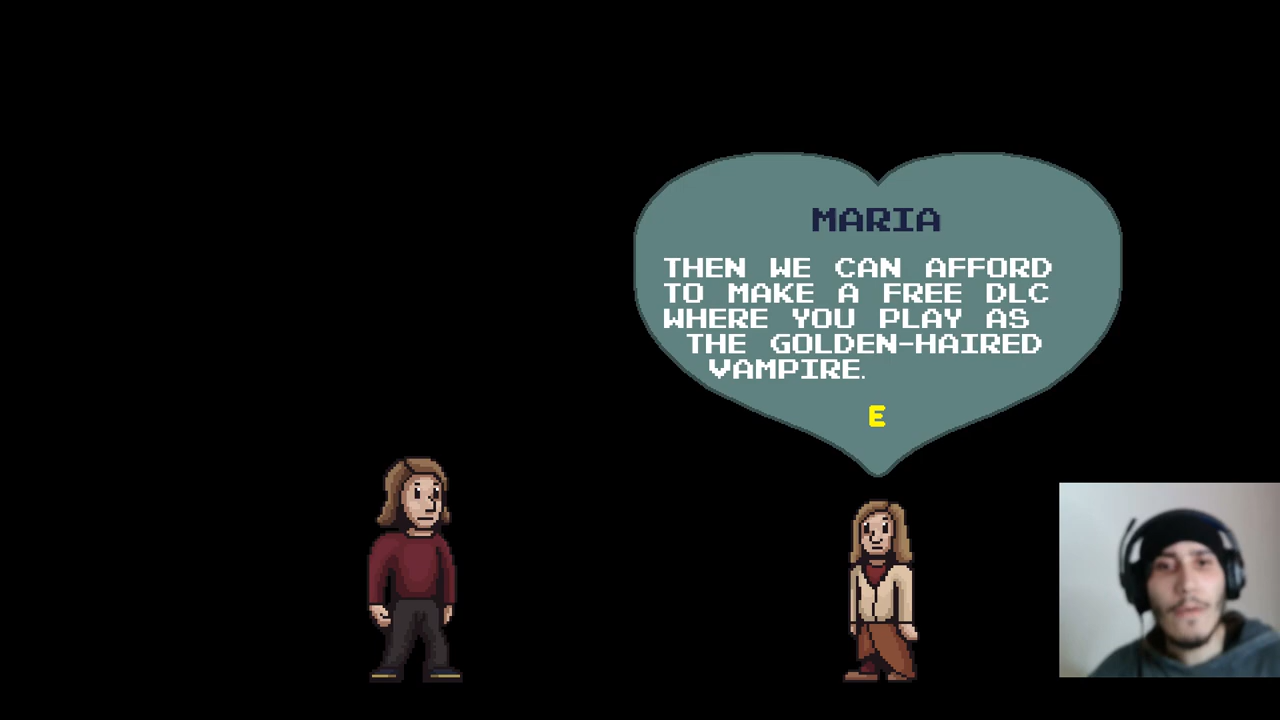 MARIA
THEN WE CAN AFFORD
TO MAKE A FREE DLC
WHERE YOU PLAY AS
THE GOLDEN-HAIRED
VAMPIRE.
E